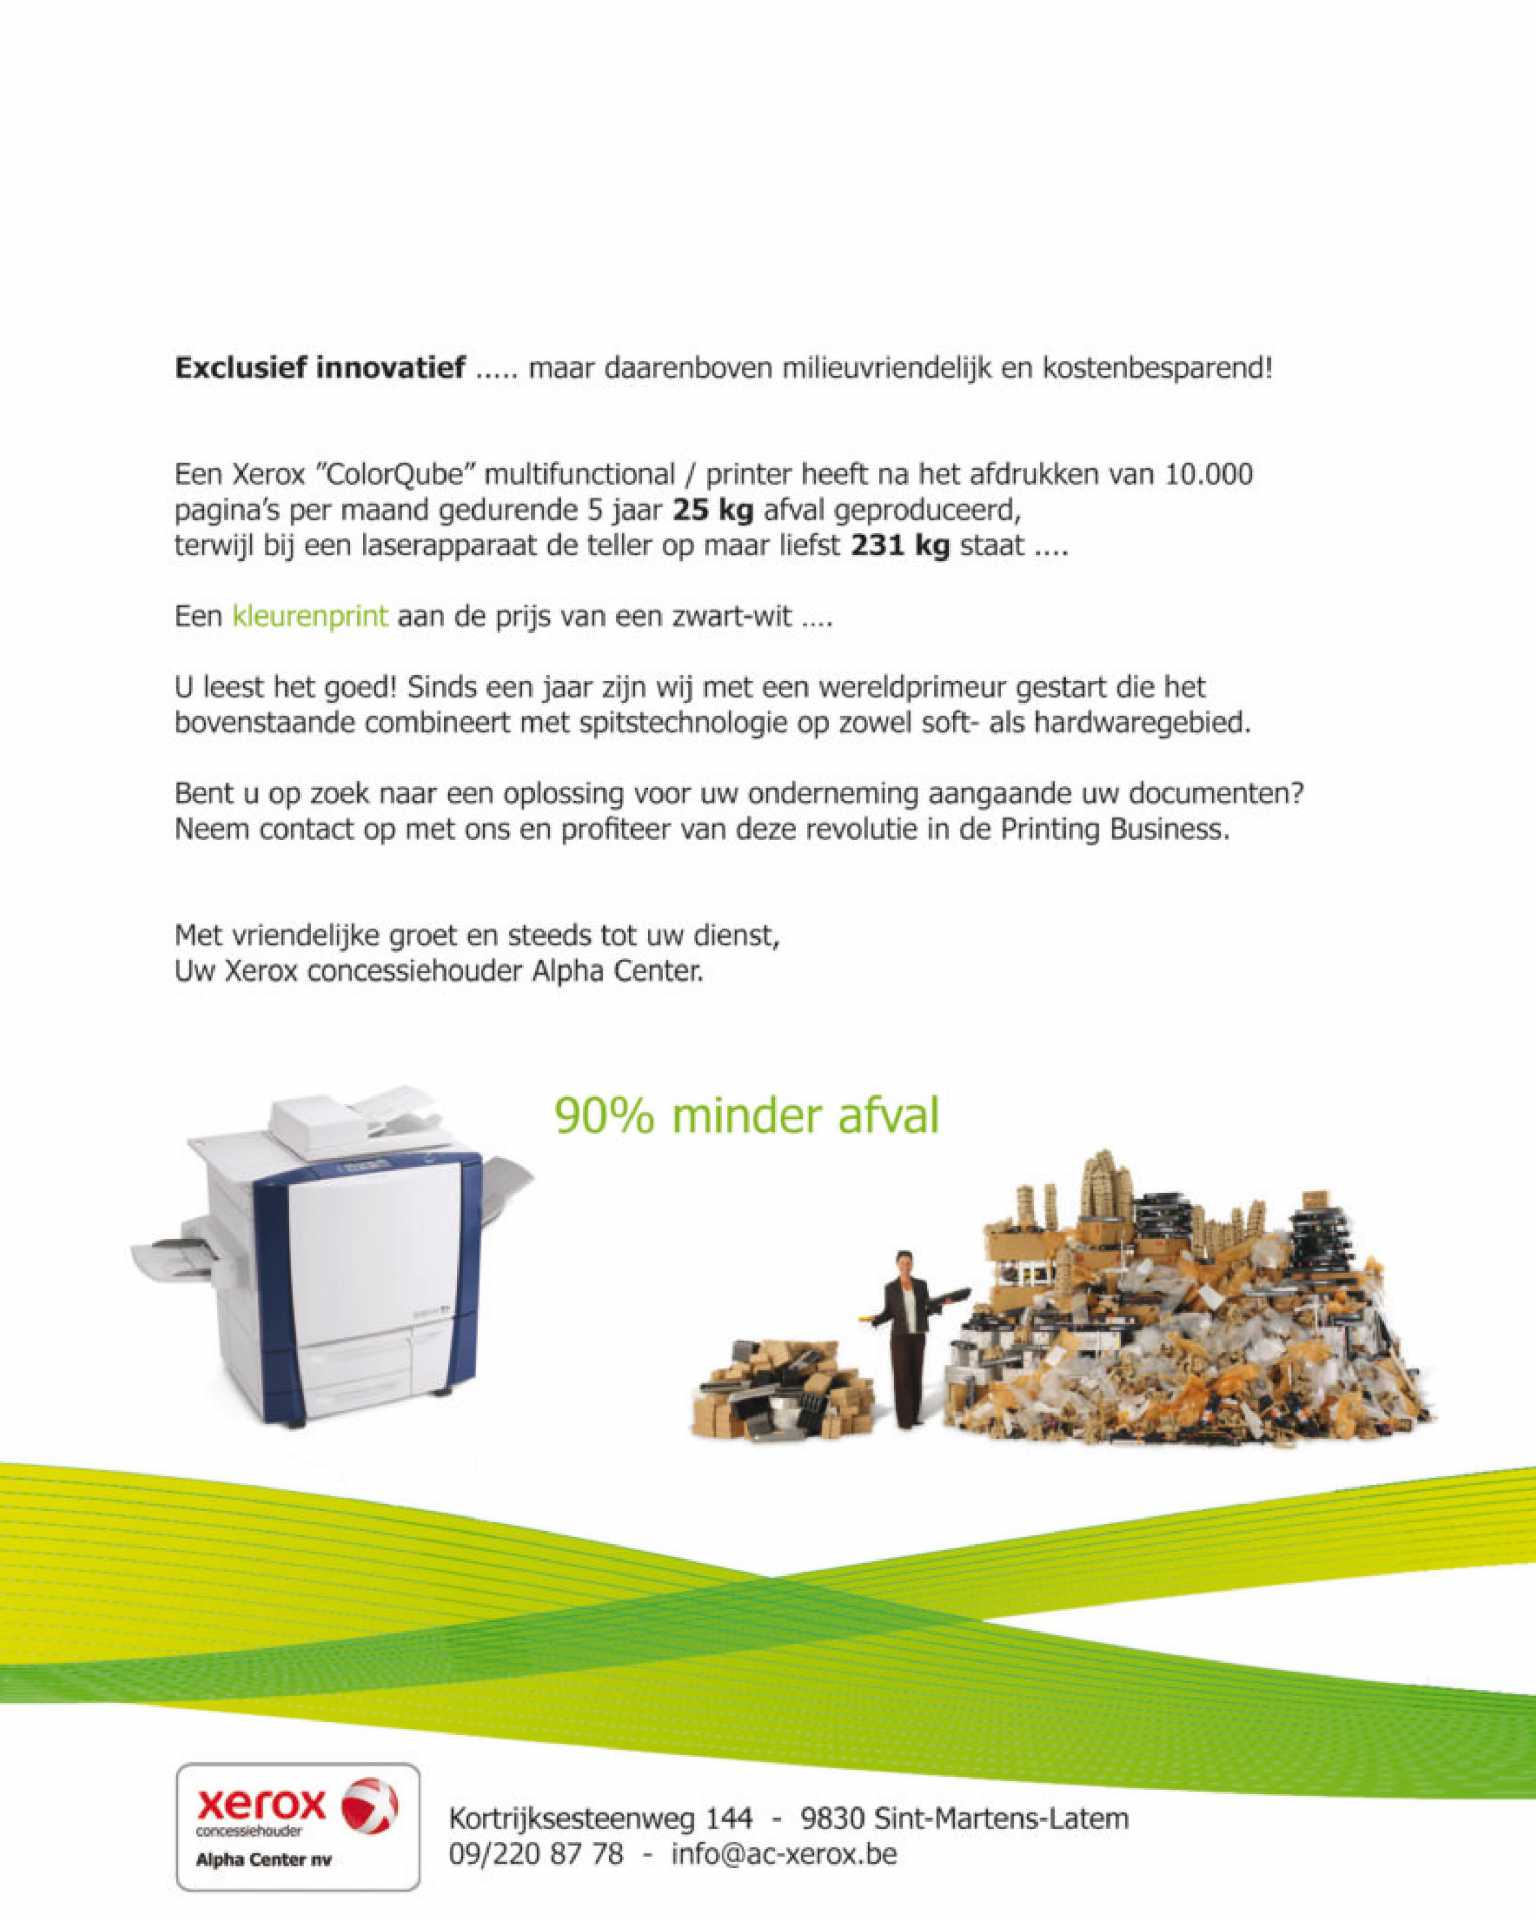 Exclusief innovatief ..... maar daarenboven milieuvriendelijk en kostenbesparend!
Een Xerox "ColorQube" multifunctional / printer heeft na het afdrukken van 10.000
pagina's per maand gedurende 5 jaar 25 kg afval geproduceerd,
terwijl bij een laserapparaat de teller op maar liefst 231 kg staat ....
Een kleurenprint aan de prijs van een zwart-wit ....
U leest het goed! Sinds een jaar zijn wij met een wereldprimeur gestart die het
bovenstaande combineert met spitstechnologie op zowel soft- als hardwaregebied.
Bent u op zoek naar een oplossing voor uw onderneming aangaande uw documenten?
Neem contact op met ons en profiteer van deze revolutie in de Printing Business.
Met vriendelijke groet en steeds tot uw dienst,
Uw Xerox concessiehouder Alpha Center.
90% minder afval
xerox
concessiehouder
Alpha Center nv
Kortrijksesteenweg 144 - 9830 Sint-Martens-Latem
09/220 87 78 - info@ac-xerox.be